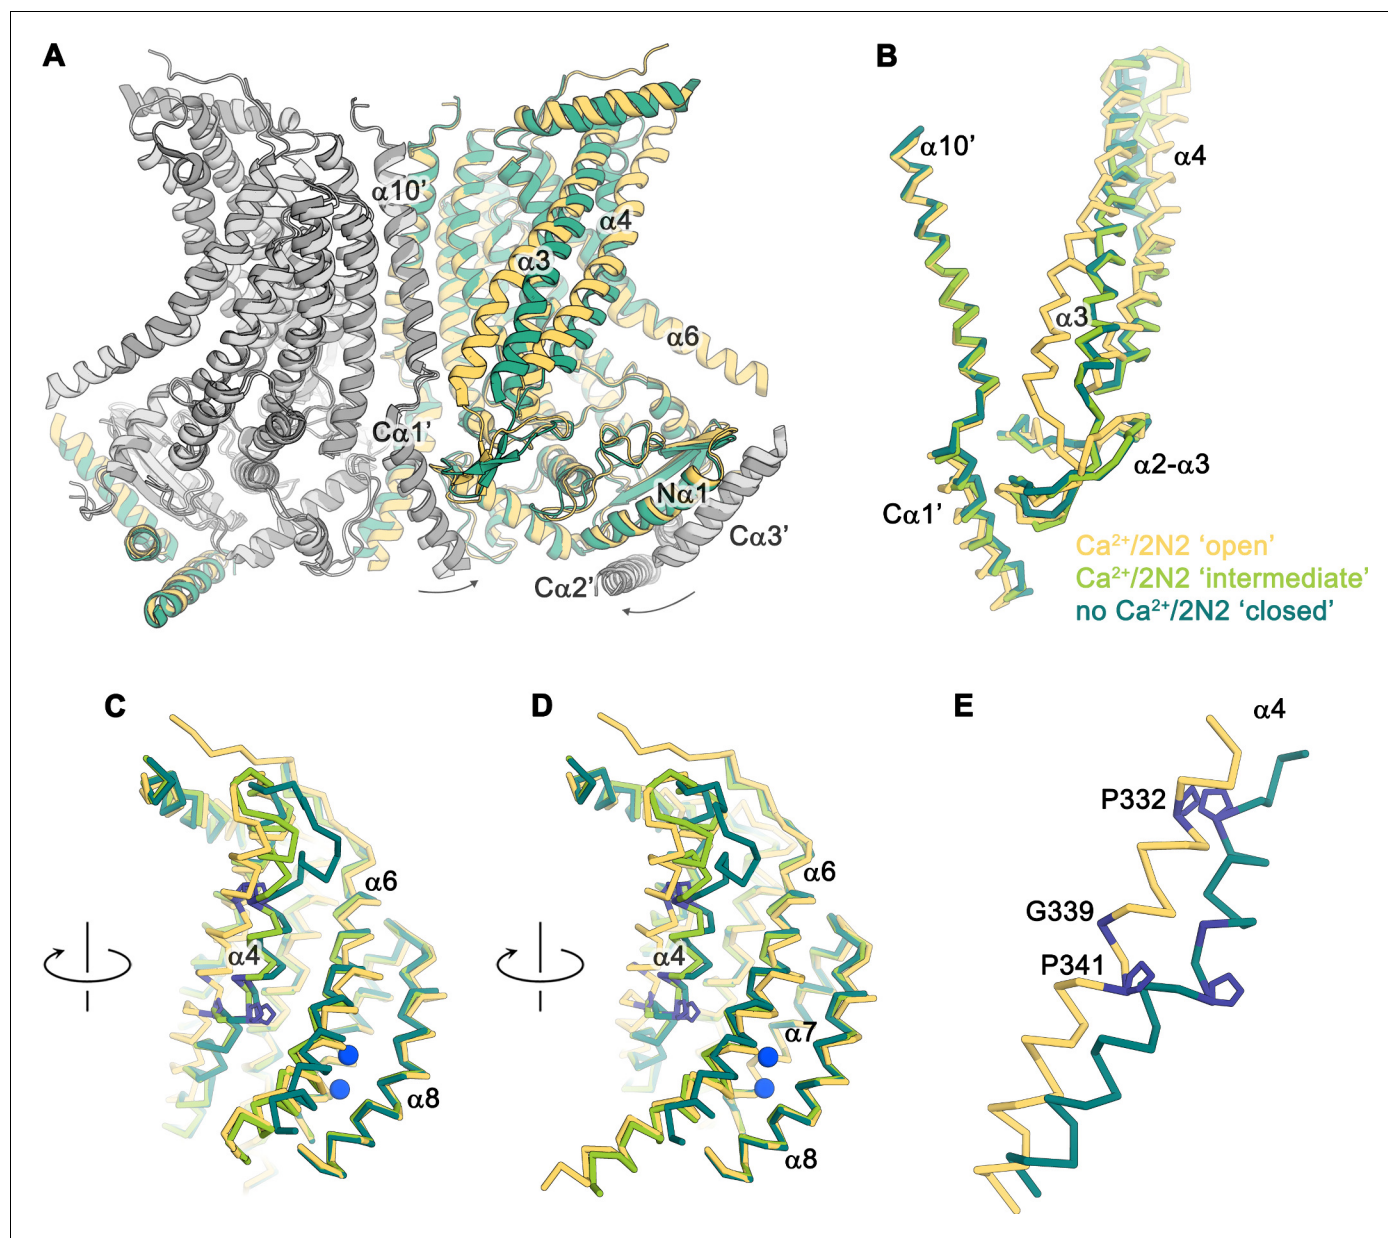 A
α10’
α4
α3
α6
Cα1’
Nα1
Cα3’
Cα2’
B
α10’
α4
α3
α2-α3
Cα1’
Ca²⁺/2N2 ‘open’
Ca²⁺/2N2 ‘intermediate’
no Ca²⁺/2N2 ‘closed’
C
α6
α4
α8
D
α6
α4
α7
α8
E
α4
P332
G339
P341